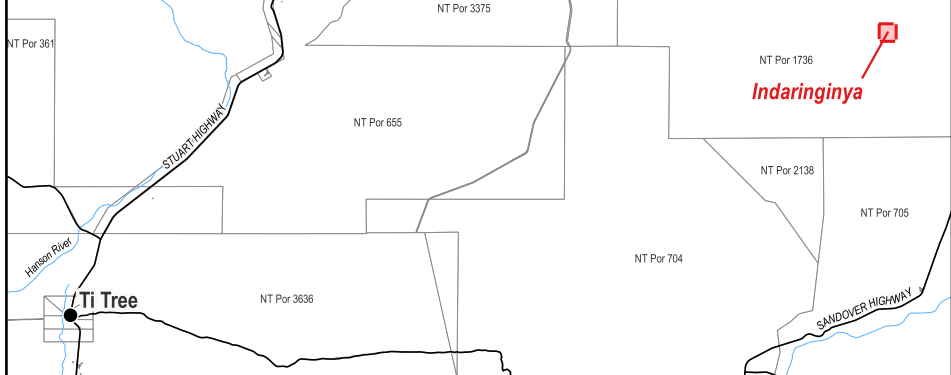 NT Por 3375
NT Por 361
NT Por 1736
Indaringinya
NT Por 655
STUART HIGHWAY
NT Por 2138
NT Por 705
Hanson River
NT Por 704
Ti Tree
NT Por 3636
SANDOVER HIGHWAY